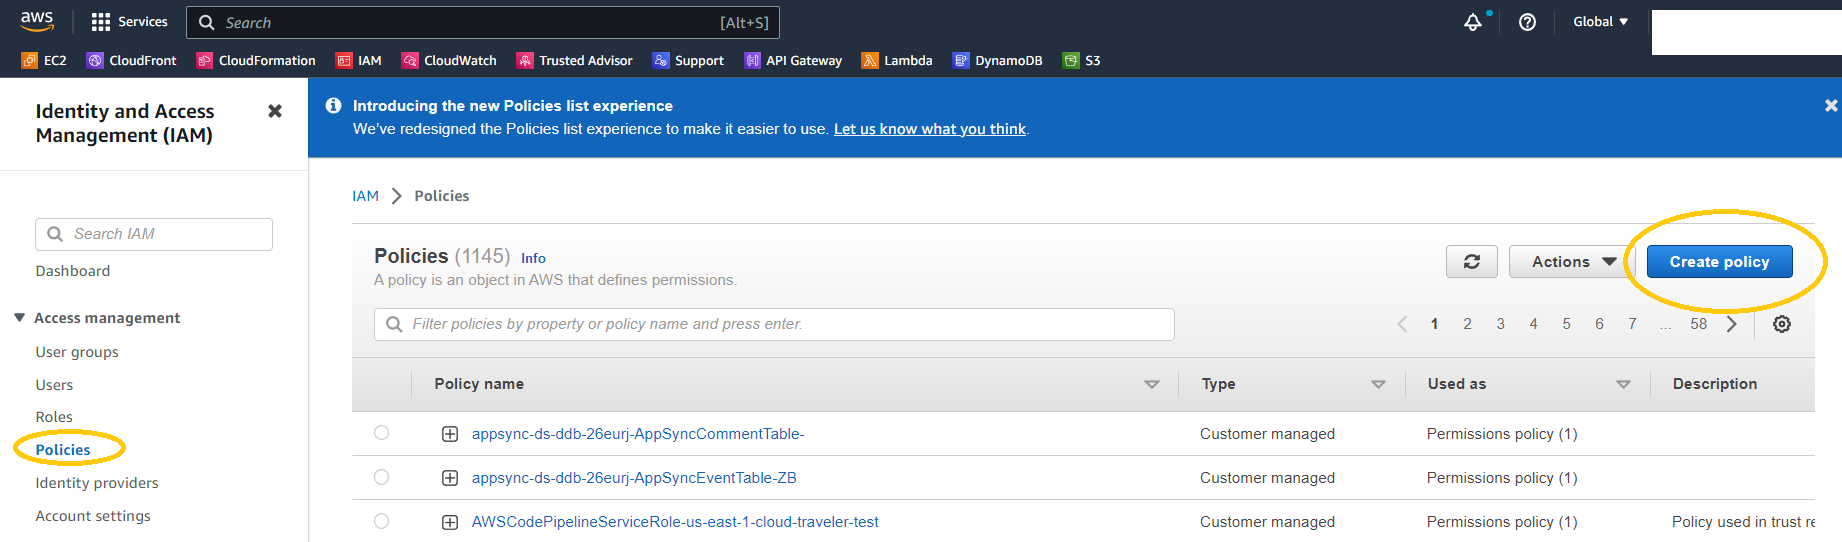 aws Services Search [Alt+S] Global
EC2 CloudFront CloudFormation IAM CloudWatch Trusted Advisor Support API Gateway Lambda DynamoDB S3
Identity and Access
Management (IAM)
Search IAM
Dashboard
Access management
User groups
Users
Roles
Policies
Identity providers
Account settings
Introducing the new Policies list experience
We've redesigned the Policies list experience to make it easier to use. Let us know what you think.
IAM > Policies
Policies (1145) Info
A policy is an object in AWS that defines permissions.
Actions Create policy
Filter policies by property or policy name and press enter.
1 2 3 4 5 6 7 ... 58
Policy name Type Used as Description
appsync-ds-ddb-26eurj-AppSyncCommentTable- Customer managed Permissions policy (1)
appsync-ds-ddb-26eurj-AppSyncEventTable-ZB Customer managed Permissions policy (1)
AWSCodePipelineServiceRole-us-east-1-cloud-traveler-test Customer managed Permissions policy (1) Policy used in trust re